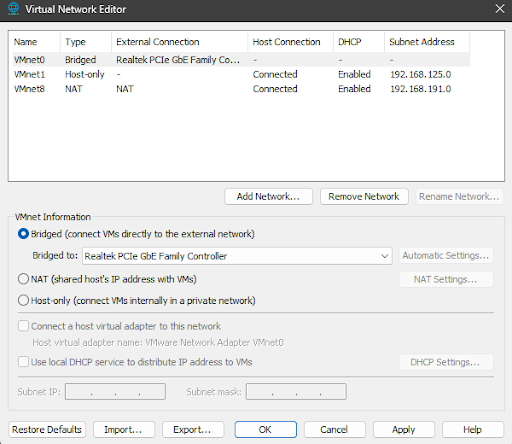 Virtual Network Editor
Name Type External Connection Host Connection DHCP Subnet Address
VMnet0 Bridged Realtek PCIe GbE Family Co... - - -
VMnet1 Host-only - Connected Enabled 192.168.125.0
VMnet8 NAT NAT Connected Enabled 192.168.191.0
Add Network... Remove Network Rename Network...
VMnet Information
Bridged (connect VMs directly to the external network)
Bridged to: Realtek PCIe GbE Family Controller Automatic Settings...
NAT (shared host's IP address with VMs) NAT Settings...
Host-only (connect VMs internally in a private network)
Connect a host virtual adapter to this network
Host virtual adapter name: VMware Network Adapter VMnet0
Use local DHCP service to distribute IP address to VMs DHCP Settings...
Subnet IP: . . . Subnet mask: . . .
Restore Defaults Import... Export... OK Cancel Apply Help